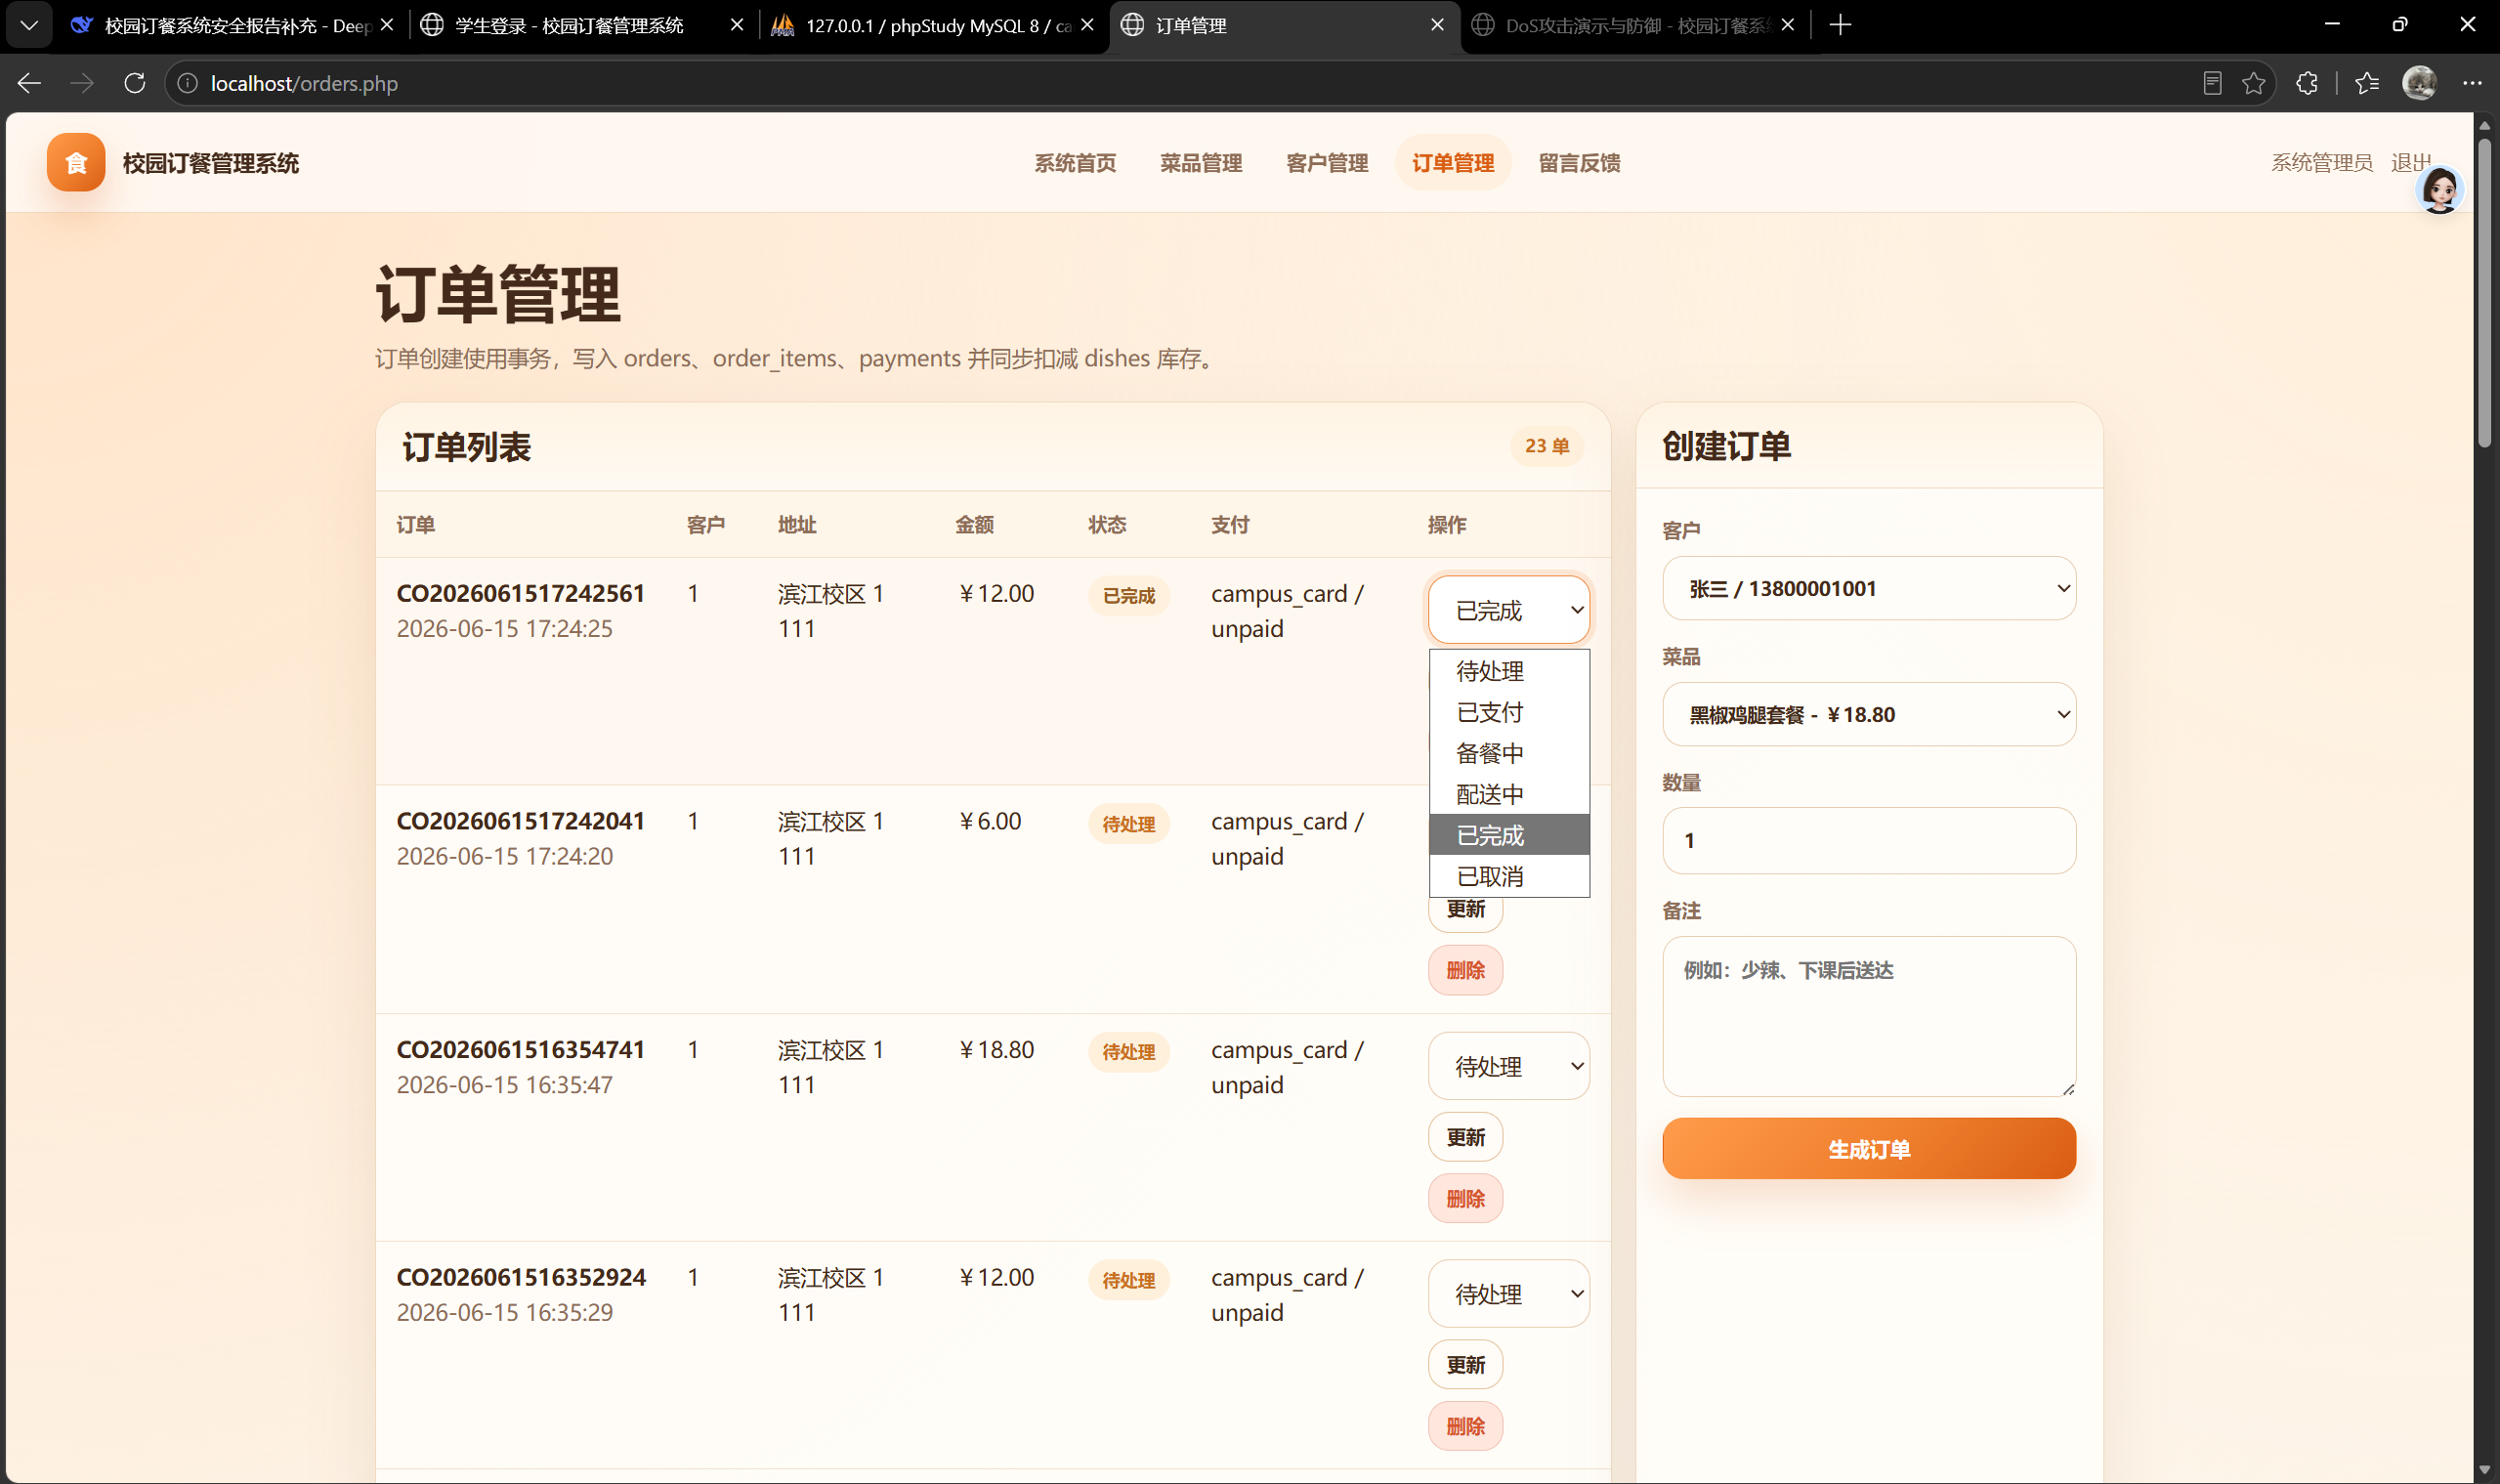 校园订餐系统安全报告补充 - Deep
学生登录 - 校园订餐管理系统
127.0.0.1 / phpStudy MySQL 8 / ca
订单管理
DoS攻击演示与防御 - 校园订餐系统
localhost/orders.php
食
校园订餐管理系统
系统首页
菜品管理
客户管理
订单管理
留言反馈
系统管理员
退出
订单管理
订单创建使用事务，写入 orders、order_items、payments 并同步扣减 dishes 库存。
订单列表
23 单
订单 客户 地址 金额 状态 支付 操作
CO2026061517242561 1 滨江校区 1 ￥12.00 已完成 campus_card / 已完成
2026-06-15 17:24:25 111 unpaid
待处理
已支付
备餐中
配送中
已完成
已取消
CO2026061517242041 1 滨江校区 1 ￥6.00 待处理 campus_card /
2026-06-15 17:24:20 111 unpaid
更新
删除
CO2026061516354741 1 滨江校区 1 ￥18.80 待处理 campus_card / 待处理
2026-06-15 16:35:47 111 unpaid
更新
删除
CO2026061516352924 1 滨江校区 1 ￥12.00 待处理 campus_card / 待处理
2026-06-15 16:35:29 111 unpaid
更新
删除
创建订单
客户
张三 / 13800001001
菜品
黑椒鸡腿套餐 - ￥18.80
数量
1
备注
例如：少辣、下课后送达
生成订单